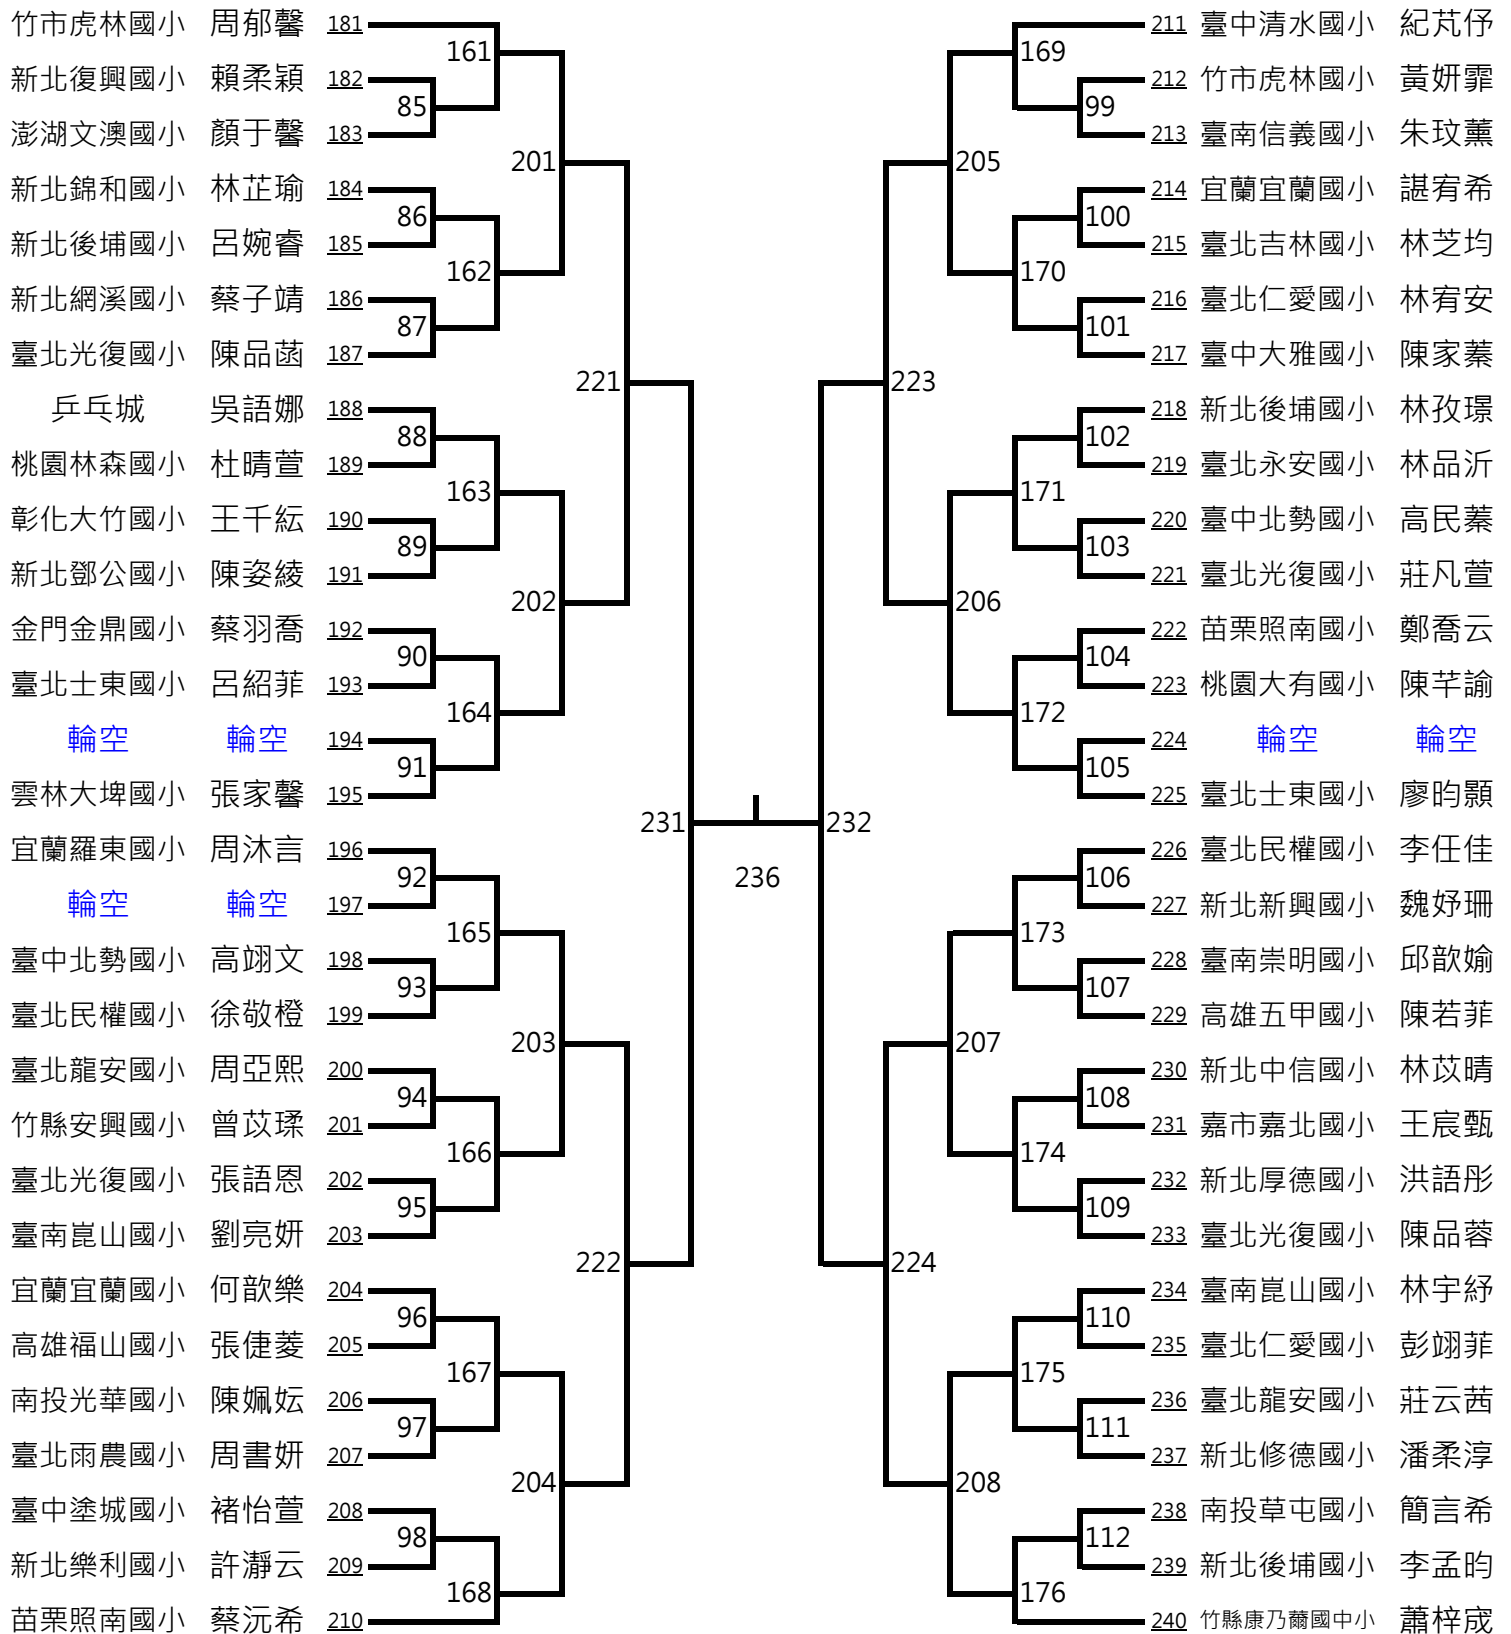 竹市虎林國小 周郁馨 181
新北復興國小 賴柔穎 182
澎湖文澳國小 顏于馨 183
新北錦和國小 林芷瑜 184
新北後埔國小 呂婉睿 185
新北網溪國小 蔡子靖 186
臺北光復國小 陳品菡 187
乒乓城 吳語娜 188
桃園林森國小 杜晴萱 189
彰化大竹國小 王千紜 190
新北鄧公國小 陳姿綾 191
金門金鼎國小 蔡羽喬 192
臺北士東國小 呂紹菲 193
輪空 輪空 194
雲林大埤國小 張家馨 195
宜蘭羅東國小 周沐言 196
輪空 輪空 197
臺中北勢國小 高翊文 198
臺北民權國小 徐敬橙 199
臺北龍安國小 周亞熙 200
竹縣安興國小 曾苡瑈 201
臺北光復國小 張語恩 202
臺南崑山國小 劉亮妍 203
宜蘭宜蘭國小 何歆樂 204
高雄福山國小 張倢菱 205
南投光華國小 陳姵妘 206
臺北雨農國小 周書妍 207
臺中塗城國小 褚怡萱 208
新北樂利國小 許瀞云 209
苗栗照南國小 蔡沅希 210
161
85
201
86
162
87
221
88
163
89
202
90
164
91
231
92
165
93
203
94
166
95
222
96
167
97
204
98
168
236
169
99
205
100
170
101
223
102
171
103
206
104
172
105
232
106
173
107
207
108
174
109
224
110
175
111
208
112
176
211 臺中清水國小 紀芃伃
212 竹市虎林國小 黃妍霏
213 臺南信義國小 朱玟薰
214 宜蘭宜蘭國小 諶宥希
215 臺北吉林國小 林芝均
216 臺北仁愛國小 林宥安
217 臺中大雅國小 陳家蓁
218 新北後埔國小 林孜璟
219 臺北永安國小 林品沂
220 臺中北勢國小 高民蓁
221 臺北光復國小 莊凡萱
222 苗栗照南國小 鄭喬云
223 桃園大有國小 陳芊諭
224 輪空 輪空
225 臺北士東國小 廖昀顥
226 臺北民權國小 李任佳
227 新北新興國小 魏妤珊
228 臺南崇明國小 邱歆媮
229 高雄五甲國小 陳若菲
230 新北中信國小 林苡晴
231 嘉市嘉北國小 王宸甄
232 新北厚德國小 洪語彤
233 臺北光復國小 陳品蓉
234 臺南崑山國小 林宇紓
235 臺北仁愛國小 彭翊菲
236 臺北龍安國小 莊云茜
237 新北修德國小 潘柔淳
238 南投草屯國小 簡言希
239 新北後埔國小 李孟昀
240 竹縣康乃薾國中小 蕭梓宬